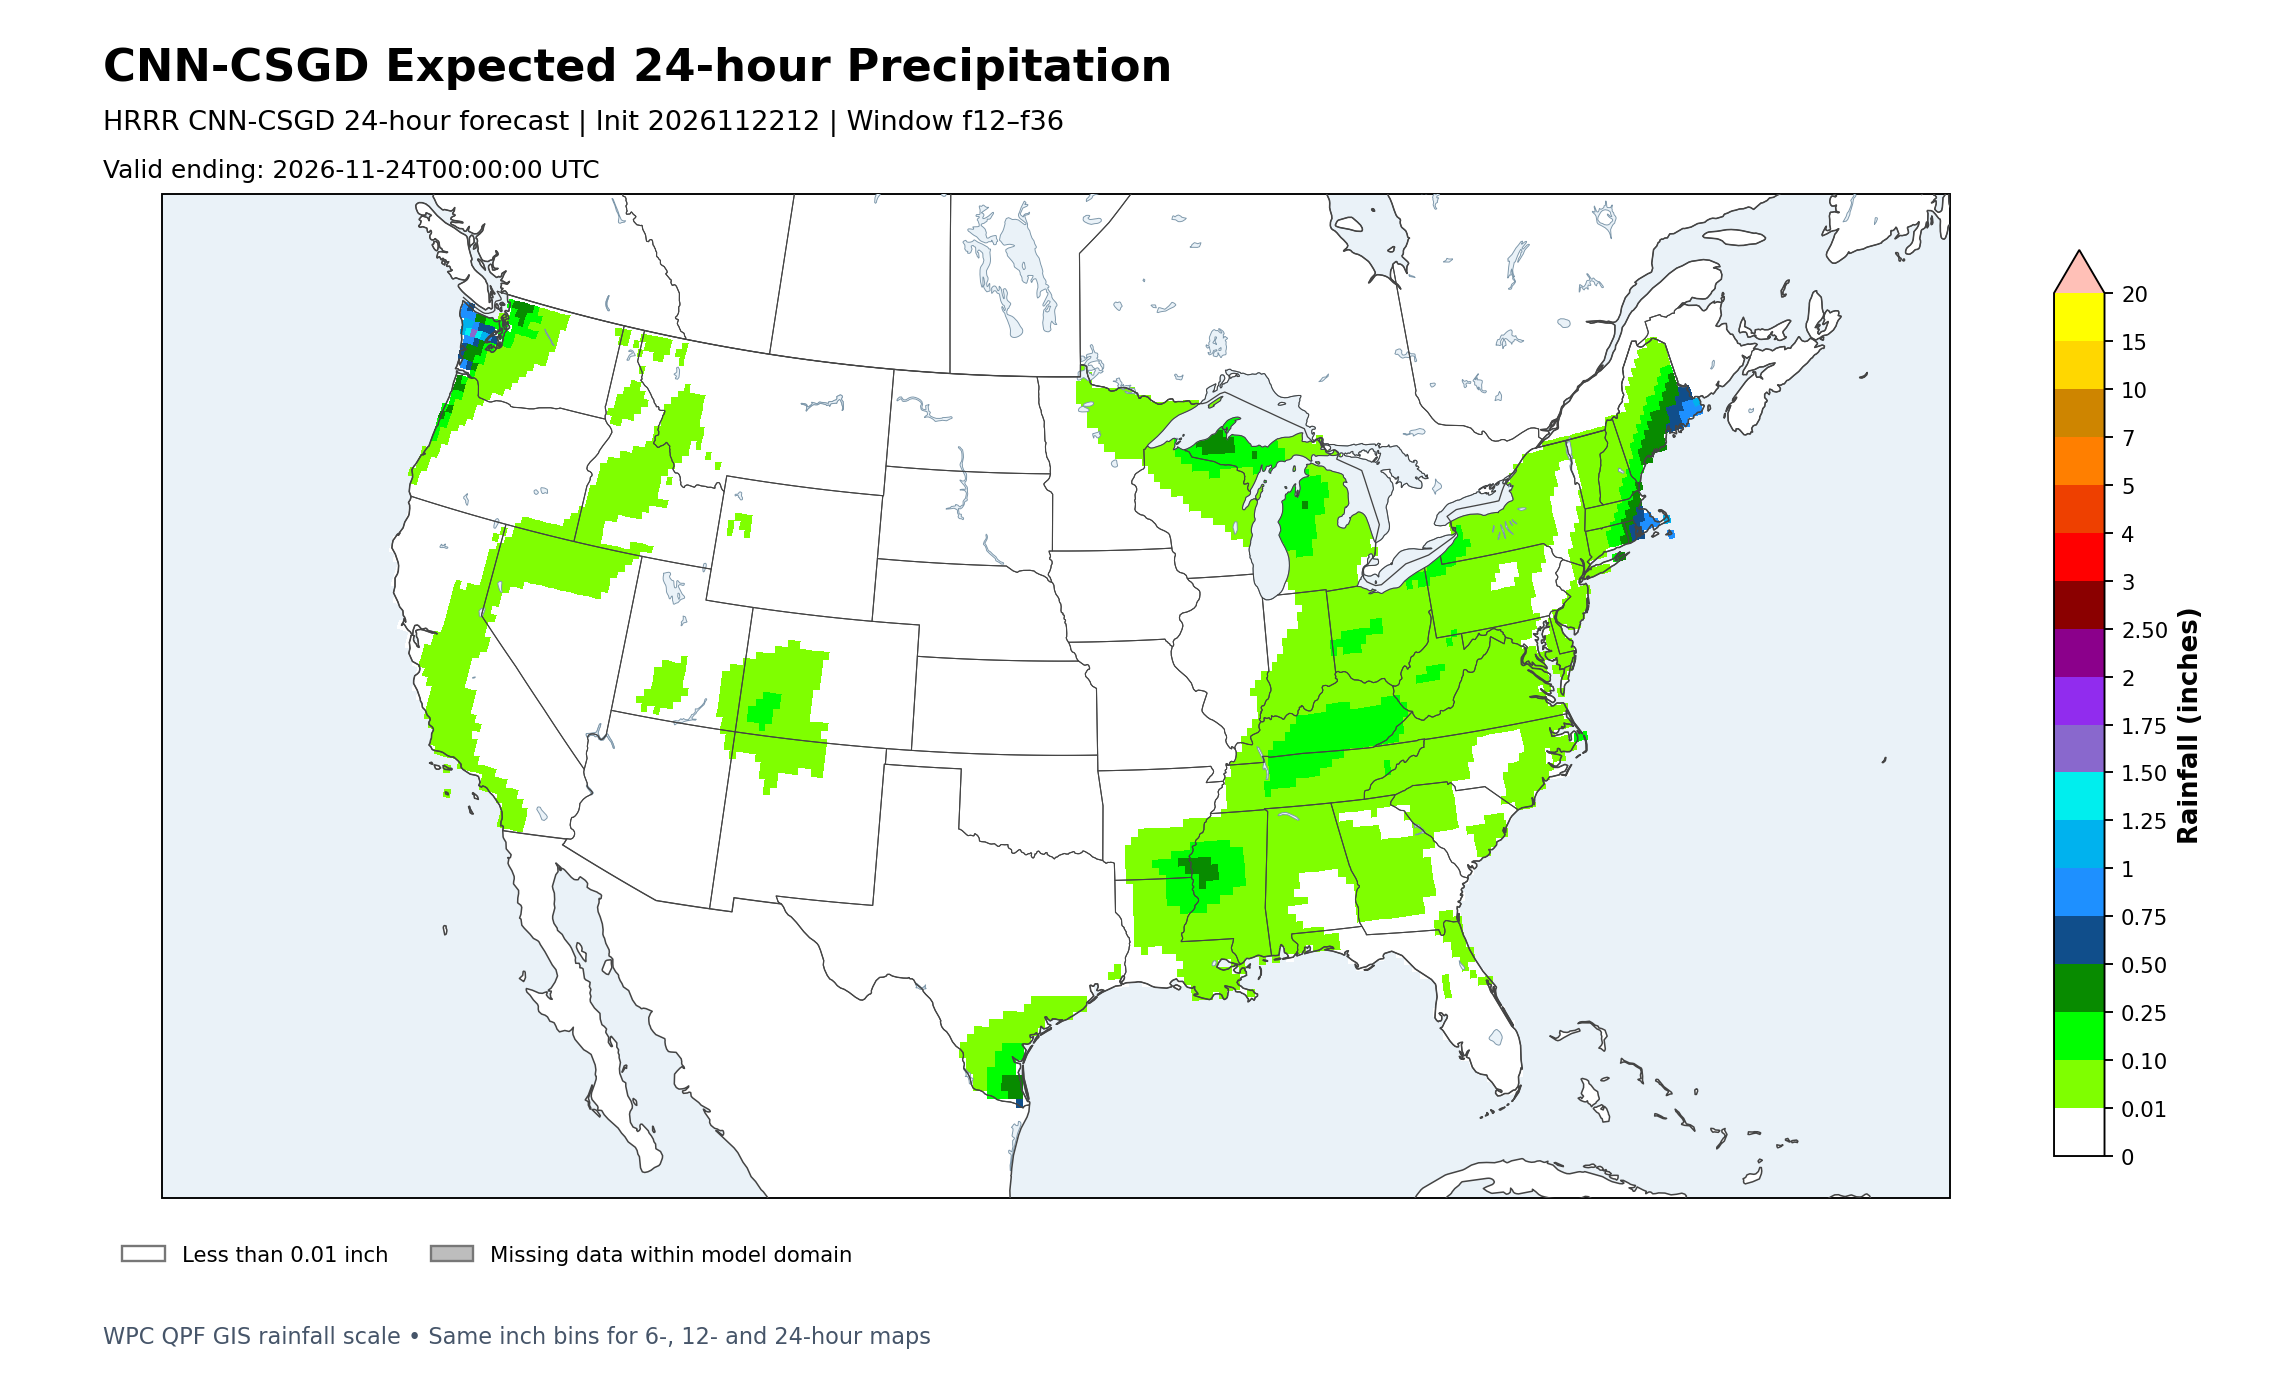 CNN-CSGD Expected 24-hour Precipitation
HRRR CNN-CSGD 24-hour forecast | Init 2026112212 | Window f12–f36
Valid ending: 2026-11-24T00:00:00 UTC
20
15
10
7
5
4
3
2.50
2
1.75
1.50
1.25
1
0.75
0.50
0.25
0.10
0.01
0
Rainfall (inches)
Less than 0.01 inch
Missing data within model domain
WPC QPF GIS rainfall scale • Same inch bins for 6-, 12- and 24-hour maps